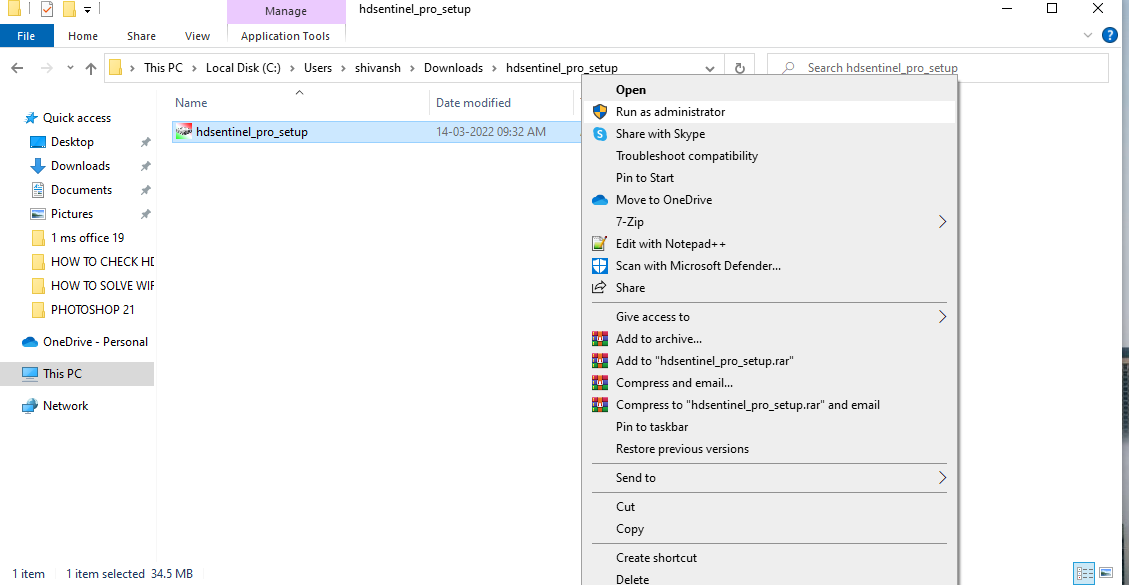 Manage
hdsentinel_pro_setup
File
Home
Share
View
Application Tools
?
This PC > Local Disk (C:) > Users > shivansh > Downloads > hdsentinel_pro_setup
Search hdsentinel_pro_setup
Name
Date modified
hdsentinel_pro_setup
14-03-2022 09:32 AM
Quick access
Desktop
Downloads
Documents
Pictures
1 ms office 19
HOW TO CHECK HD
HOW TO SOLVE WIF
PHOTOSHOP 21
OneDrive - Personal
This PC
Network
Open
Run as administrator
Share with Skype
Troubleshoot compatibility
Pin to Start
Move to OneDrive
7-Zip
Edit with Notepad++
Scan with Microsoft Defender...
Share
Give access to
Add to archive...
Add to "hdsentinel_pro_setup.rar"
Compress and email...
Compress to "hdsentinel_pro_setup.rar" and email
Pin to taskbar
Restore previous versions
Send to
Cut
Copy
Create shortcut
Delete
1 item
1 item selected 34.5 MB